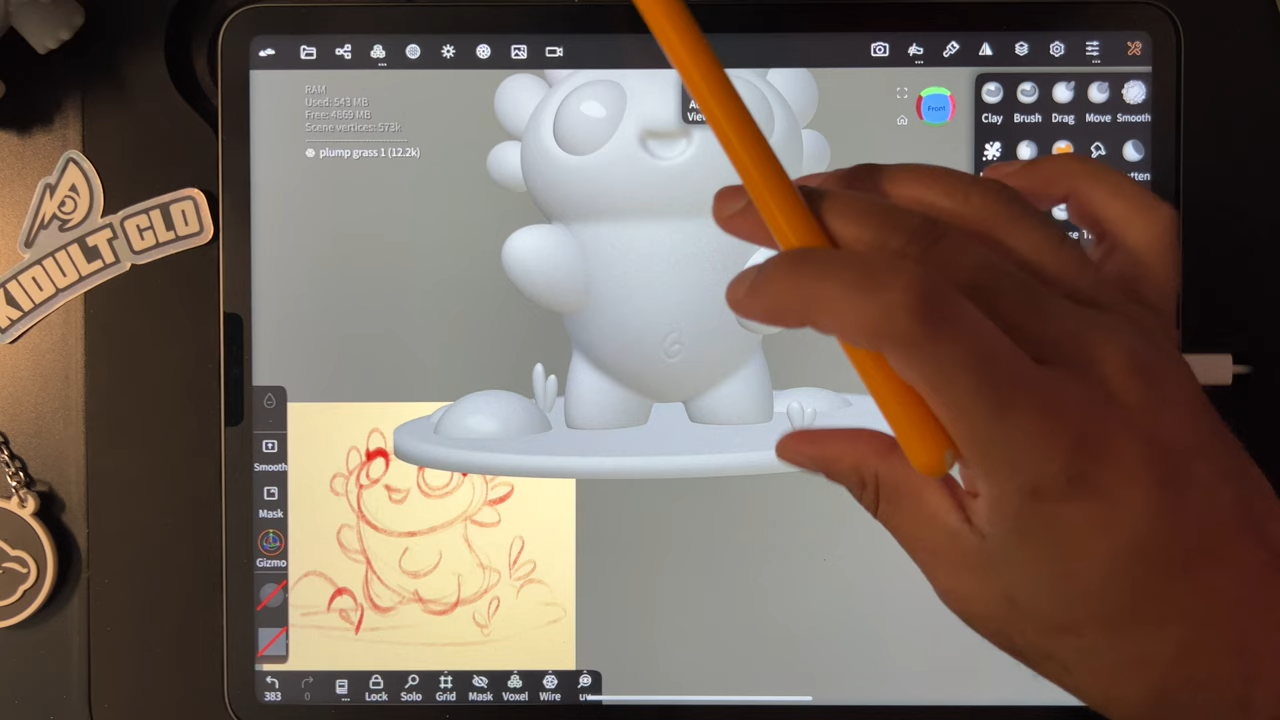 RAM
Used: 543 MB
Free: 4869 MB
Scene vertices: 573k
plump grass 1 (12.2k)
Front
Clay Brush Drag Move Smooth
KIDULT CLO
Smooth
Mask
Gizmo
383 0 Lock Solo Grid Mask Voxel Wire